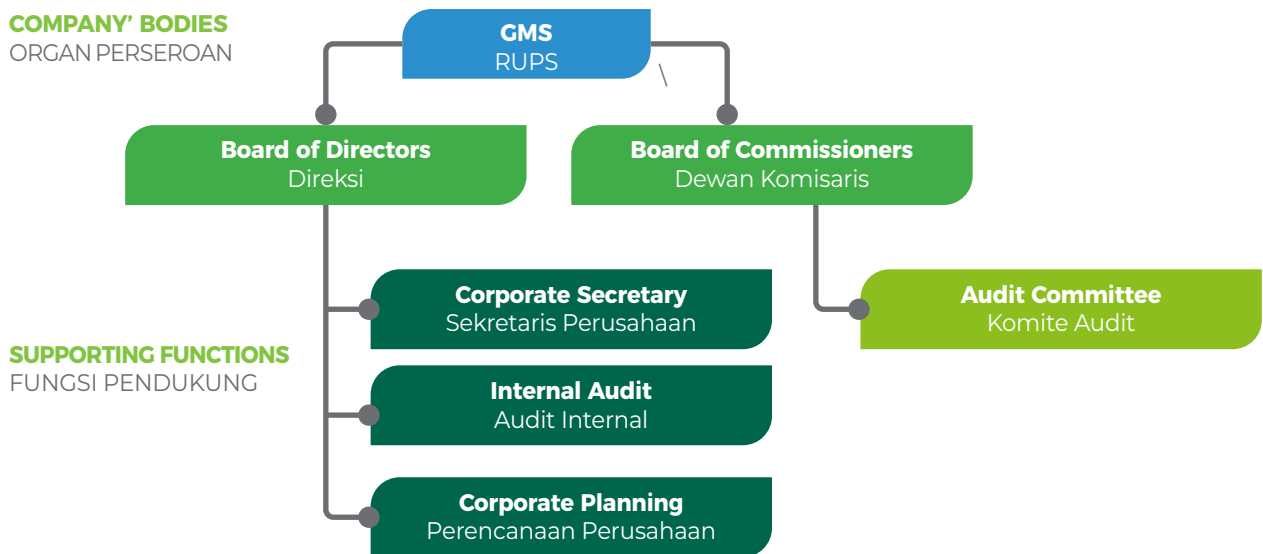 COMPANY’ BODIES
ORGAN PERSEROAN
GMS
RUPS
\
Board of Directors
Direksi
Board of Commissioners
Dewan Komisaris
Corporate Secretary
Sekretaris Perusahaan
Audit Committee
Komite Audit
SUPPORTING FUNCTIONS
FUNGSI PENDUKUNG
Internal Audit
Audit Internal
Corporate Planning
Perencanaan Perusahaan